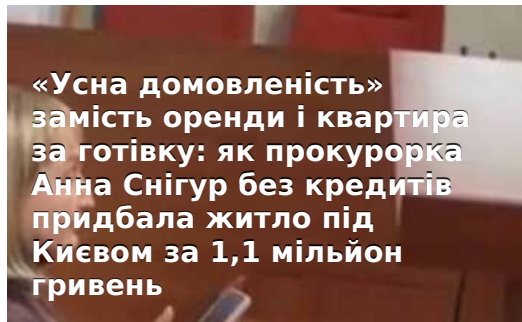 «Усна домовленість»
замість оренди і квартира
за готівку: як прокурорка
Анна Снігур без кредитів
придбала житло під
Києвом за 1,1 мільйон
гривень